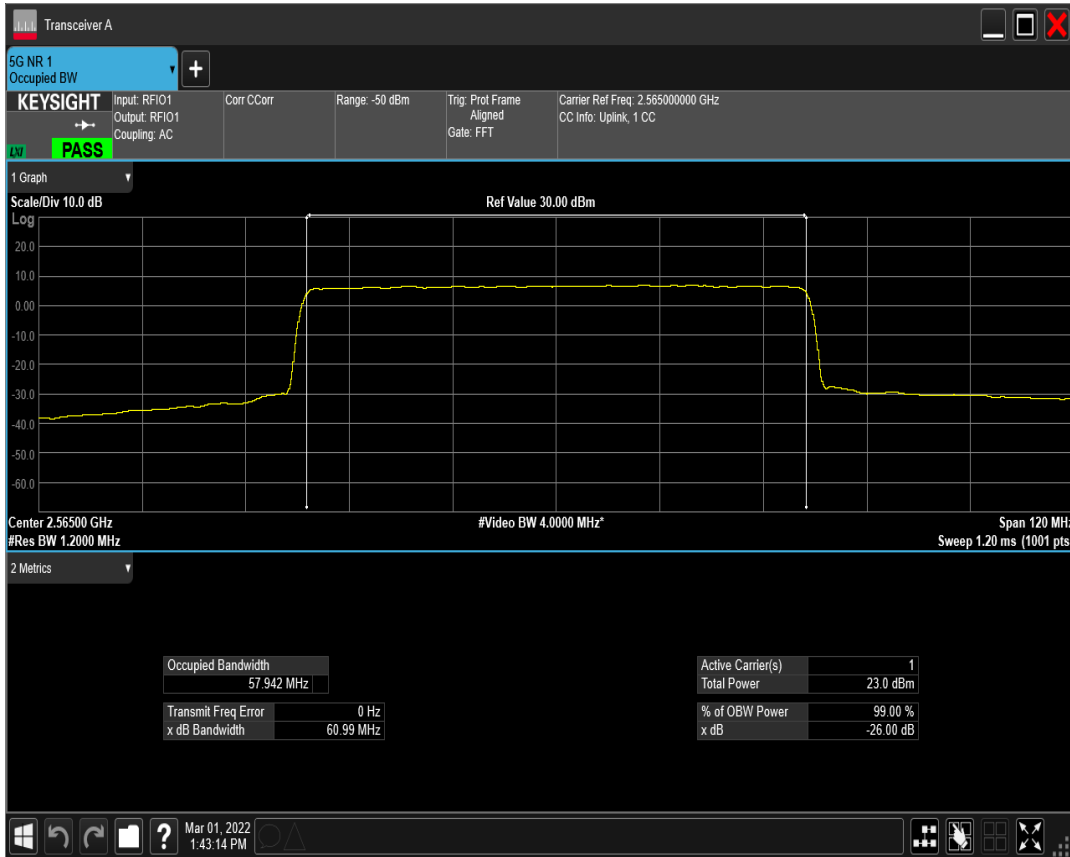 Transceiver A
5G NR 1
Occupied BW
+
KEYSIGHT
LXI
PASS
Input: RFIO1
Output: RFIO1
Coupling: AC
Corr CCorr
Range: -50 dBm
Trig: Prot Frame
Aligned
Gate: FFT
Carrier Ref Freq: 2.565000000 GHz
CC Info: Uplink, 1 CC
1 Graph
Scale/Div 10.0 dB
Ref Value 30.00 dBm
Log
20.0
10.0
0.00
-10.0
-20.0
-30.0
-40.0
-50.0
-60.0
Center 2.56500 GHz
#Video BW 4.0000 MHz*
Span 120 MHz
#Res BW 1.2000 MHz
Sweep 1.20 ms (1001 pts
2 Metrics
Occupied Bandwidth
57.942 MHz
Transmit Freq Error 0 Hz
x dB Bandwidth 60.99 MHz
Active Carrier(s) 1
Total Power 23.0 dBm
% of OBW Power 99.00 %
x dB -26.00 dB
?
Mar 01, 2022
1:43:14 PM